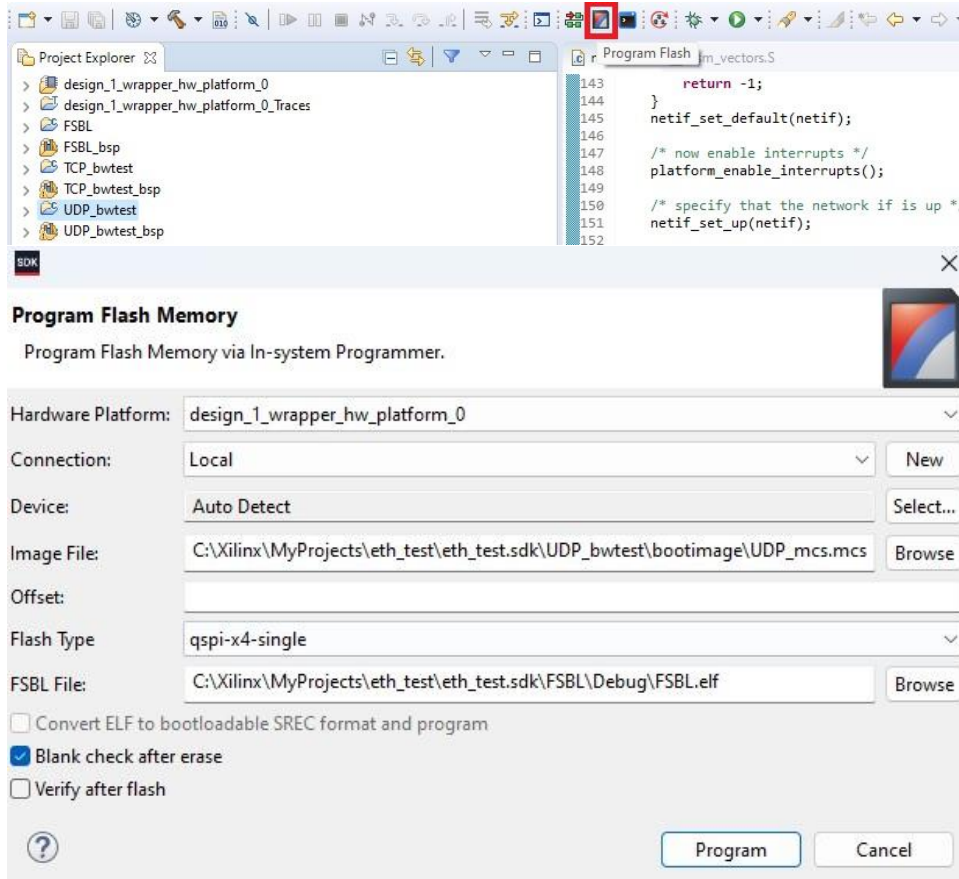 Project Explorer
Program Flash
m_vectors.S
design_1_wrapper_hw_platform_0
design_1_wrapper_hw_platform_0_Traces
FSBL
FSBL_bsp
TCP_bwtest
TCP_bwtest_bsp
UDP_bwtest
UDP_bwtest_bsp
143 return -1;
144 }
145 netif_set_default(netif);
146
147 /* now enable interrupts */
148 platform_enable_interrupts();
149
150 /* specify that the network if is up *
151 netif_set_up(netif);
152
SDK
Program Flash Memory
Program Flash Memory via In-system Programmer.
Hardware Platform: design_1_wrapper_hw_platform_0
Connection: Local New
Device: Auto Detect Select...
Image File: C:\Xilinx\MyProjects\eth_test\eth_test.sdk\UDP_bwtest\bootimage\UDP_mcs.mcs Browse
Offset:
Flash Type qspi-x4-single
FSBL File: C:\Xilinx\MyProjects\eth_test\eth_test.sdk\FSBL\Debug\FSBL.elf Browse
Convert ELF to bootloadable SREC format and program
Blank check after erase
Verify after flash
Program Cancel